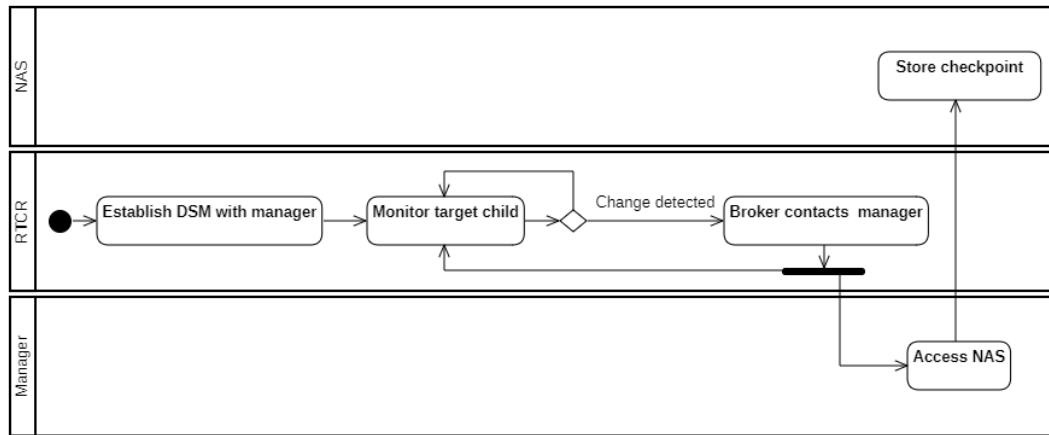 NAS
Store checkpoint
RTCR
Establish DSM with manager
Monitor target child
Change detected
Broker contacts manager
Manager
Access NAS